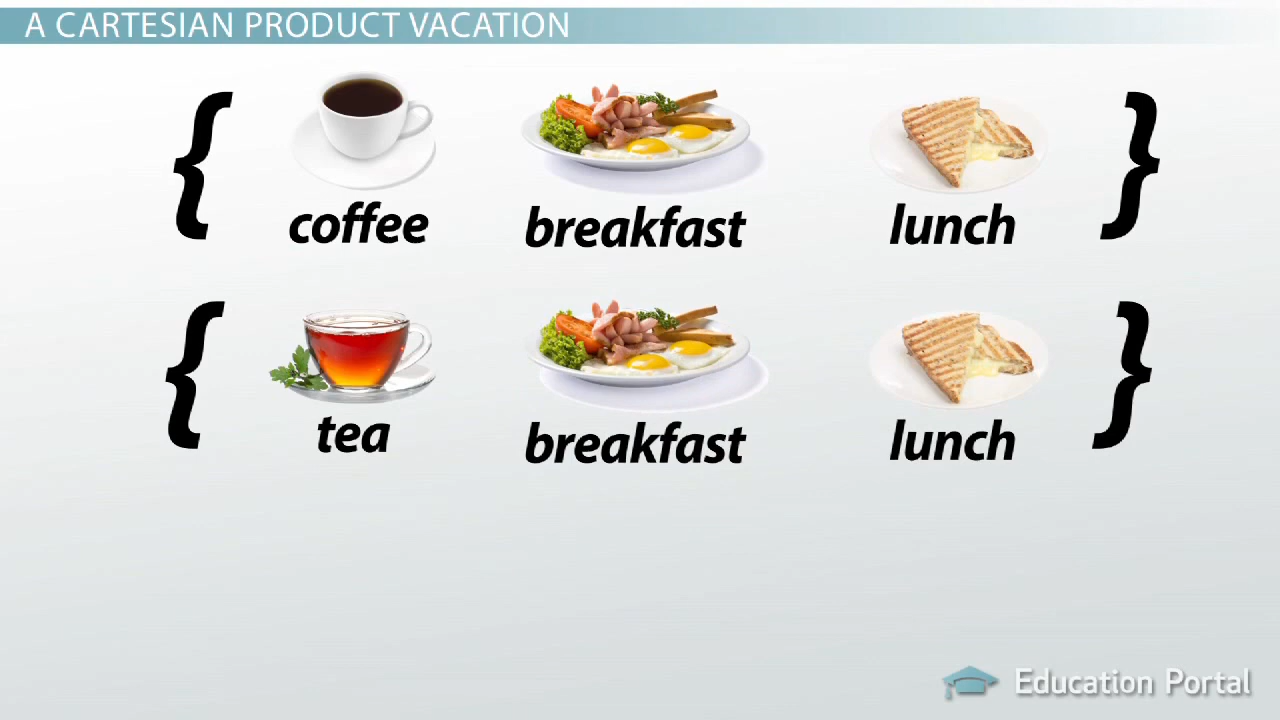 A CARTESIAN PRODUCT VACATION
{ coffee breakfast lunch }
{ tea breakfast lunch }
Education Portal